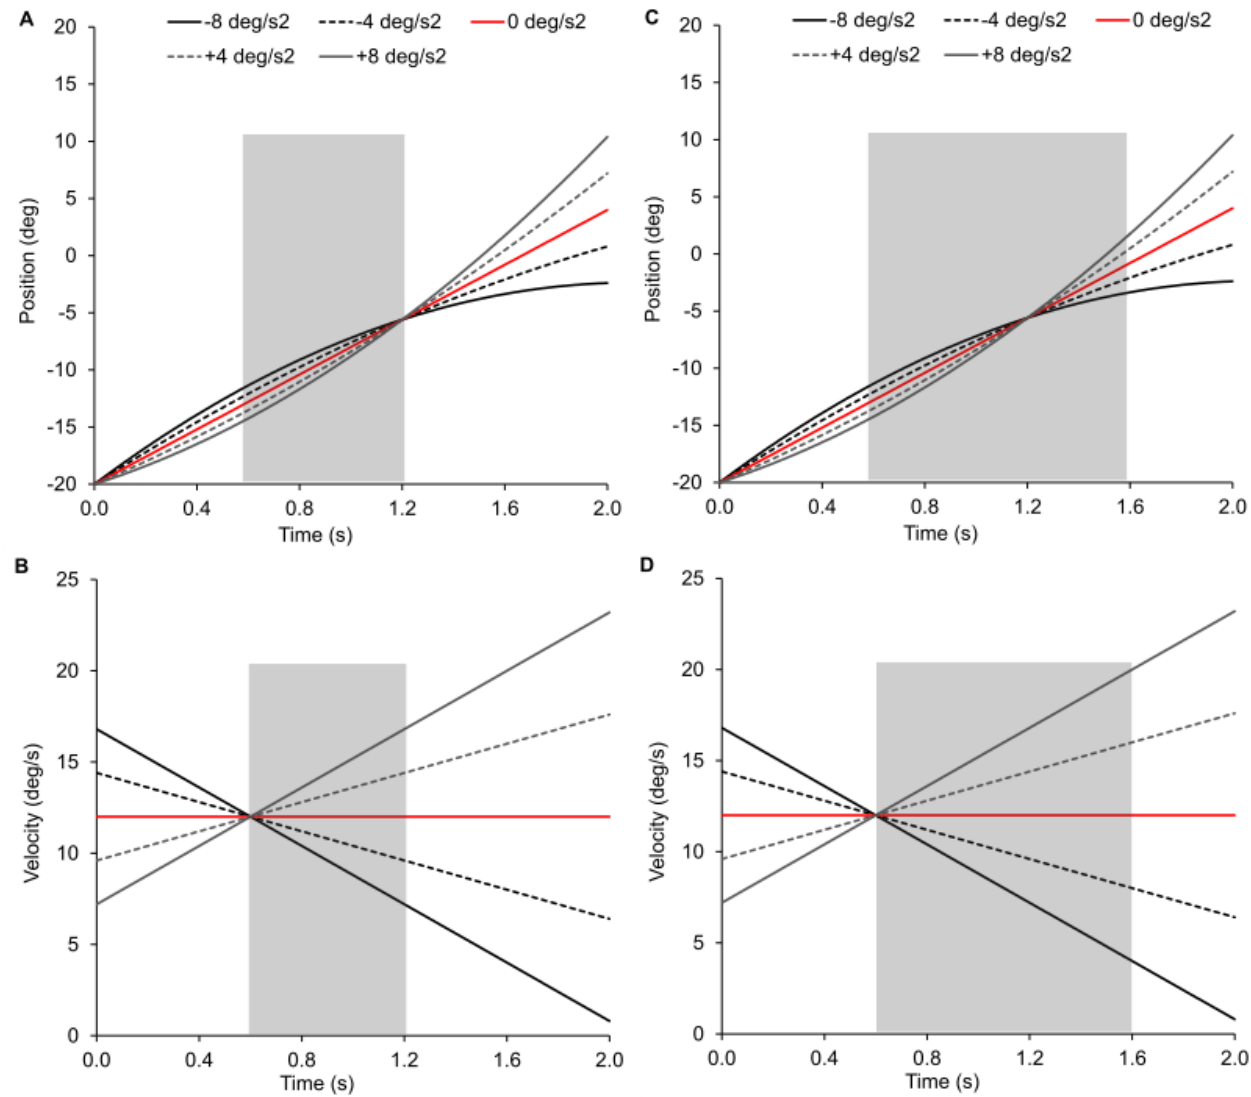 A
-8 deg/s2 -4 deg/s2 0 deg/s2
+4 deg/s2 +8 deg/s2
20
15
10
5
0
-5
-10
-15
-20
Position (deg)
0.0 0.4 0.8 1.2 1.6 2.0
Time (s)
C
-8 deg/s2 -4 deg/s2 0 deg/s2
+4 deg/s2 +8 deg/s2
20
15
10
5
0
-5
-10
-15
-20
Position (deg)
0.0 0.4 0.8 1.2 1.6 2.0
Time (s)
B
25
20
15
10
5
0
Velocity (deg/s)
0.0 0.4 0.8 1.2 1.6 2.0
Time (s)
D
25
20
15
10
5
0
Velocity (deg/s)
0.0 0.4 0.8 1.2 1.6 2.0
Time (s)